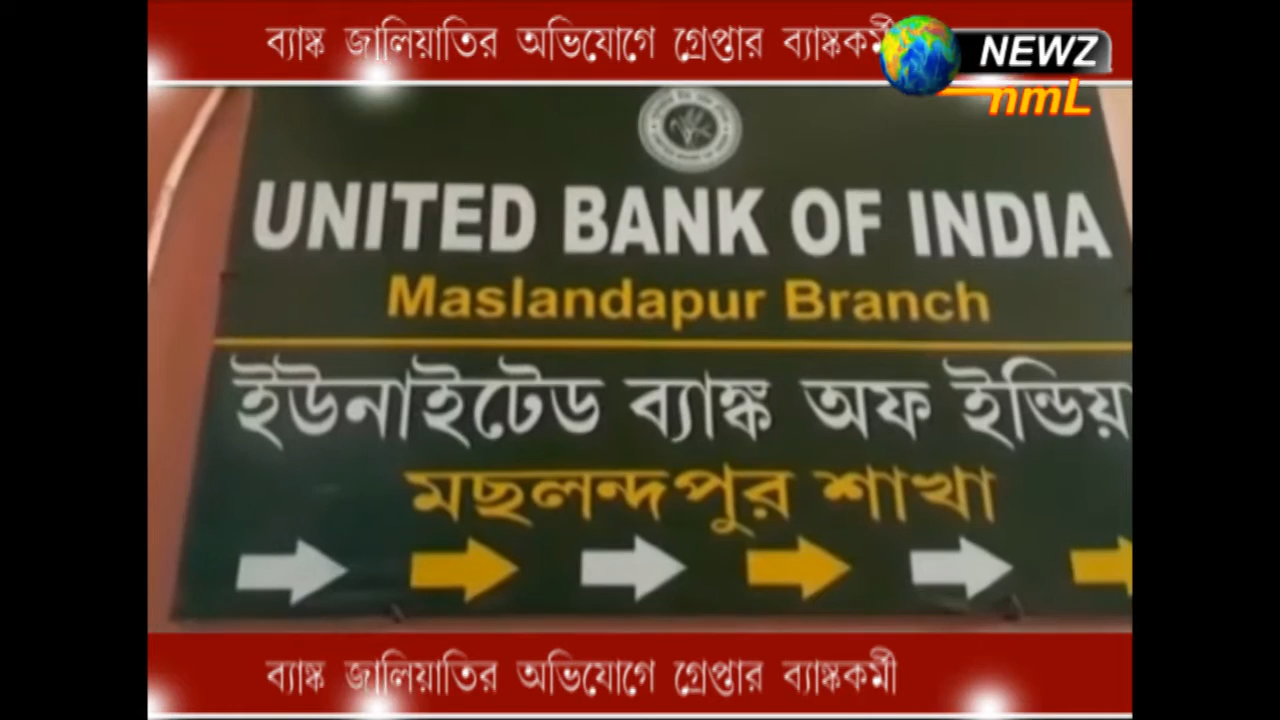 ব্যাঙ্ক জালিয়াতির অভিযোগে গ্রেপ্তার ব্যাঙ্ককর্মী
NEWZ
nmL
UNITED BANK OF INDIA
Maslandapur Branch
ইউনাইটেড ব্যাঙ্ক অফ ইন্ডিয়া
মছলন্দপুর শাখা
ব্যাঙ্ক জালিয়াতির অভিযোগে গ্রেপ্তার ব্যাঙ্ককর্মী